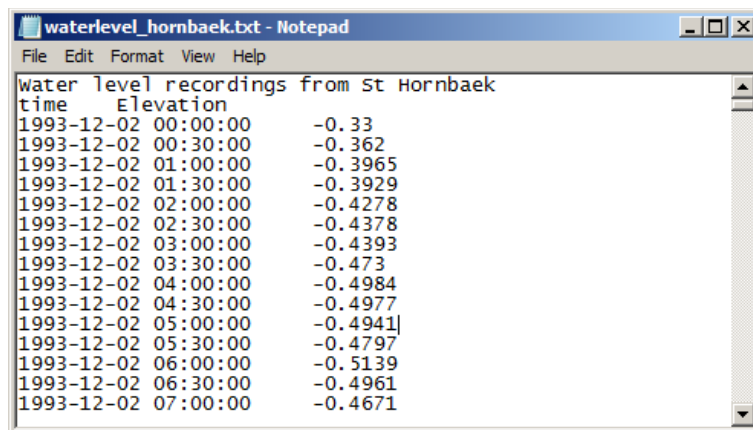 waterlevel_hornbaek.txt - Notepad
File Edit Format View Help
Water level recordings from St Hornbaek
time Elevation
1993-12-02 00:00:00 -0.33
1993-12-02 00:30:00 -0.362
1993-12-02 01:00:00 -0.3965
1993-12-02 01:30:00 -0.3929
1993-12-02 02:00:00 -0.4278
1993-12-02 02:30:00 -0.4378
1993-12-02 03:00:00 -0.4393
1993-12-02 03:30:00 -0.473
1993-12-02 04:00:00 -0.4984
1993-12-02 04:30:00 -0.4977
1993-12-02 05:00:00 -0.4941
1993-12-02 05:30:00 -0.4797
1993-12-02 06:00:00 -0.5139
1993-12-02 06:30:00 -0.4961
1993-12-02 07:00:00 -0.4671